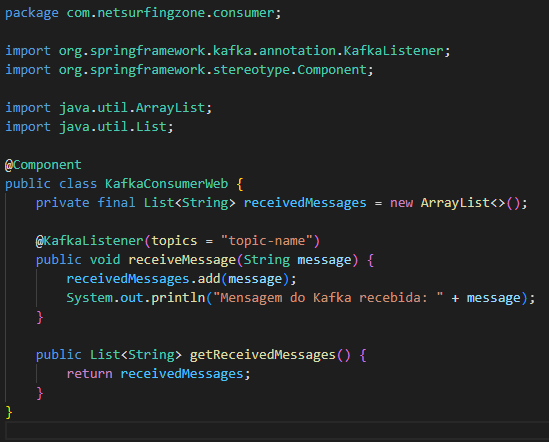 package com.netsurfingzone.consumer;
import org.springframework.kafka.annotation.KafkaListener;
import org.springframework.stereotype.Component;
import java.util.ArrayList;
import java.util.List;
@Component
public class KafkaConsumerWeb {
private final List<String> receivedMessages = new ArrayList<>();
@KafkaListener(topics = "topic-name")
public void receiveMessage(String message) {
receivedMessages.add(message);
System.out.println("Mensagem do Kafka recebida: " + message);
}
public List<String> getReceivedMessages() {
return receivedMessages;
}
}